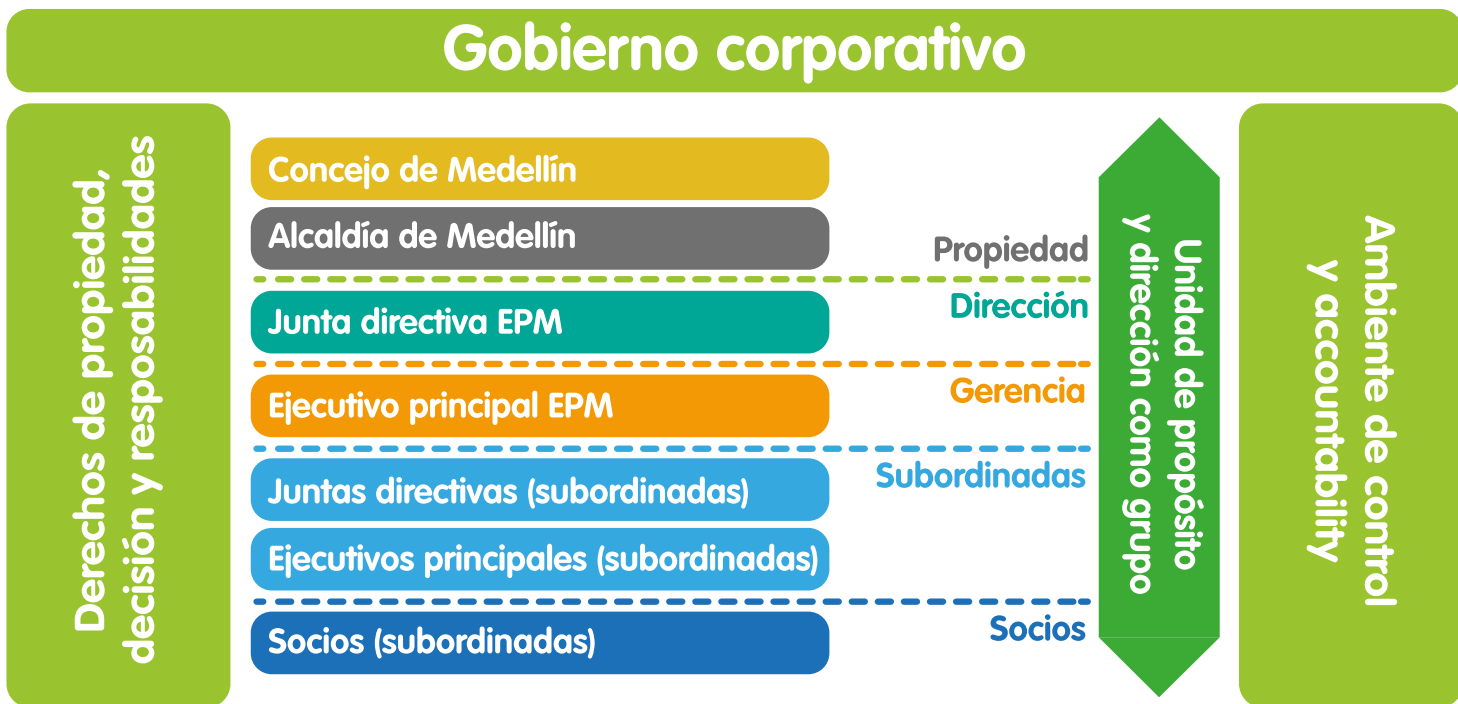 Gobierno corporativo
Derechos de propiedad,
decisión y resposabilidades
Concejo de Medellín
Alcaldía de Medellín
Propiedad
Dirección
Junta directiva EPM
Gerencia
Ejecutivo principal EPM
Subordinadas
Juntas directivas (subordinadas)
Ejecutivos principales (subordinadas)
Socios
Socios (subordinadas)
Unidad de propósito
y dirección como grupo
Ambiente de control
y accountability